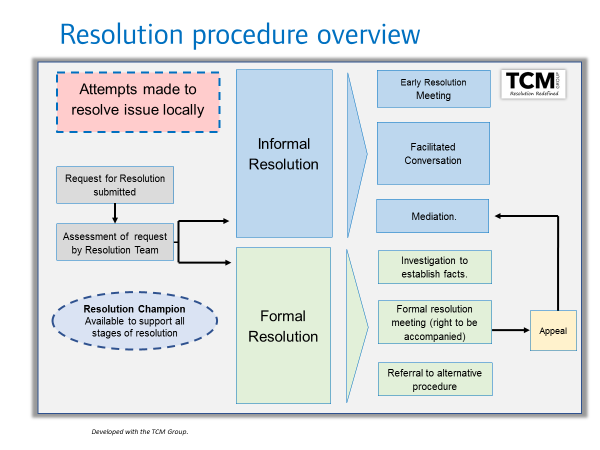 Resolution procedure overview
Attempts made to
resolve issue locally
Request for Resolution
submitted
Assessment of request
by Resolution Team
Resolution Champion
Available to support all
stages of resolution
Informal
Resolution
Formal
Resolution
Early Resolution
Meeting
Facilitated
Conversation
Mediation.
Investigation to
establish facts.
Formal resolution
meeting (right to be
accompanied)
Referral to alternative
procedure
Appeal
TCM
GROUP
Resolution Redefined
Developed with the TCM Group.